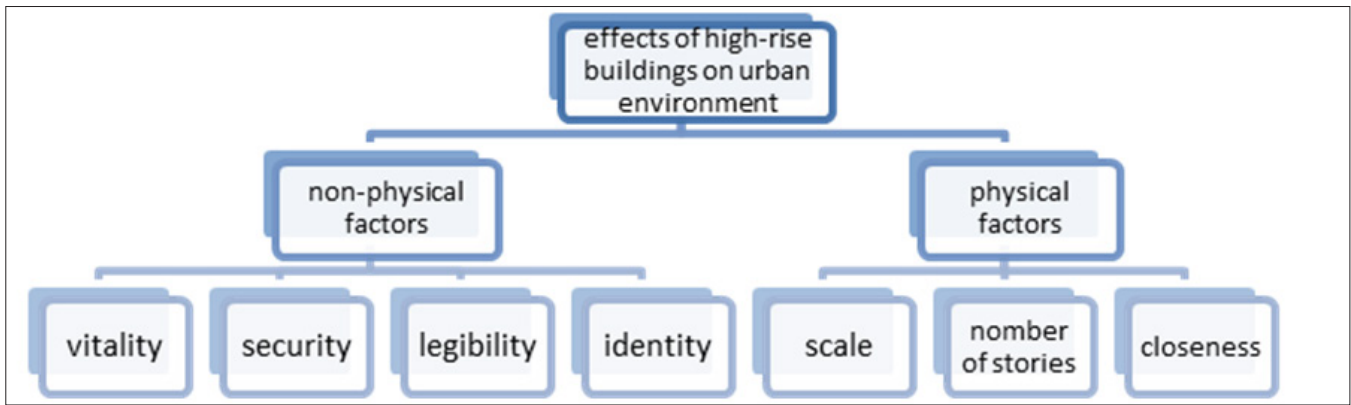 effects of high-rise
buildings on urban
environment
non-physical
factors
physical
factors
vitality
security
legibility
identity
scale
nomber
of stories
closeness